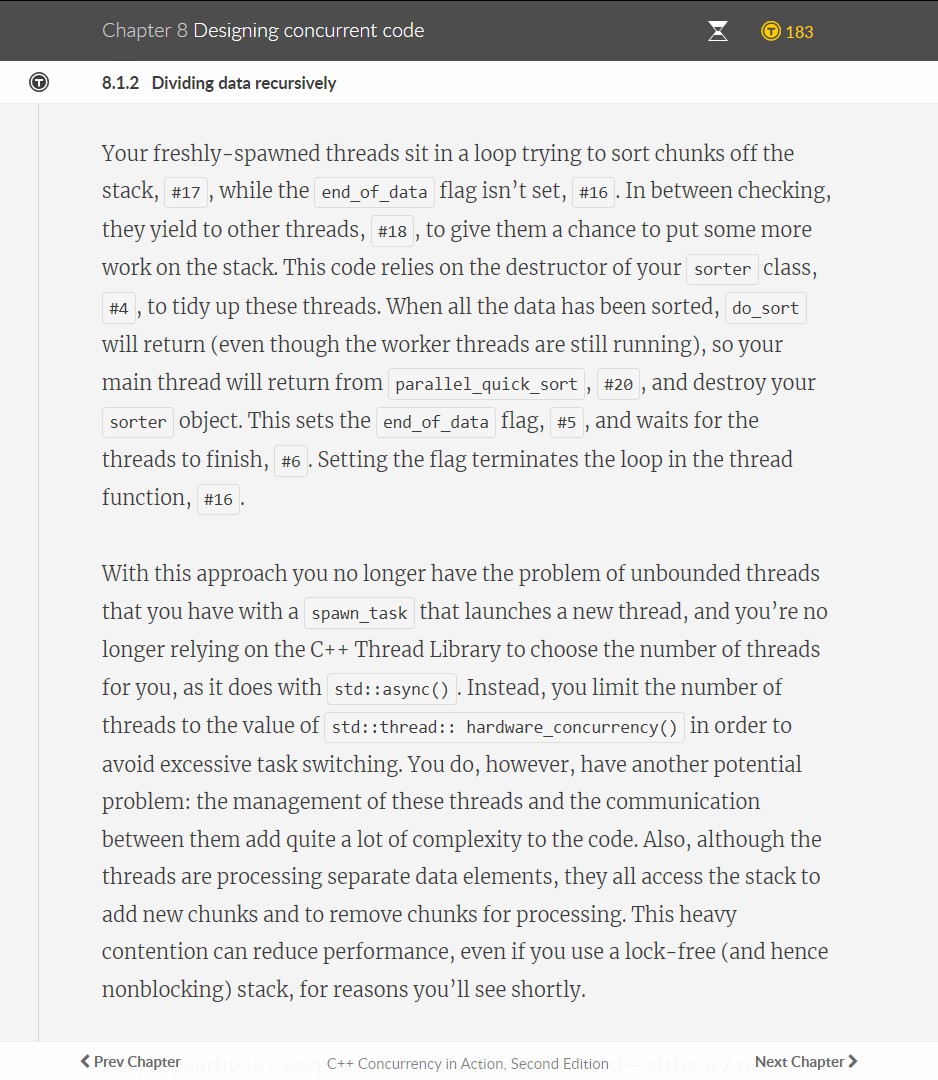 Chapter 8 Designing concurrent code
183
8.1.2 Dividing data recursively
Your freshly-spawned threads sit in a loop trying to sort chunks off the
stack, #17 , while the end_of_data flag isn't set, #16 . In between checking,
they yield to other threads, #18 , to give them a chance to put some more
work on the stack. This code relies on the destructor of your sorter class,
#4 , to tidy up these threads. When all the data has been sorted, do_sort
will return (even though the worker threads are still running), so your
main thread will return from parallel_quick_sort , #20 , and destroy your
sorter object. This sets the end_of_data flag, #5 , and waits for the
threads to finish, #6 . Setting the flag terminates the loop in the thread
function, #16 .
With this approach you no longer have the problem of unbounded threads
that you have with a spawn_task that launches a new thread, and you're no
longer relying on the C++ Thread Library to choose the number of threads
for you, as it does with std::async() . Instead, you limit the number of
threads to the value of std::thread:: hardware_concurrency() in order to
avoid excessive task switching. You do, however, have another potential
problem: the management of these threads and the communication
between them add quite a lot of complexity to the code. Also, although the
threads are processing separate data elements, they all access the stack to
add new chunks and to remove chunks for processing. This heavy
contention can reduce performance, even if you use a lock-free (and hence
nonblocking) stack, for reasons you'll see shortly.
Prev Chapter C++ Concurrency in Action, Second Edition Next Chapter